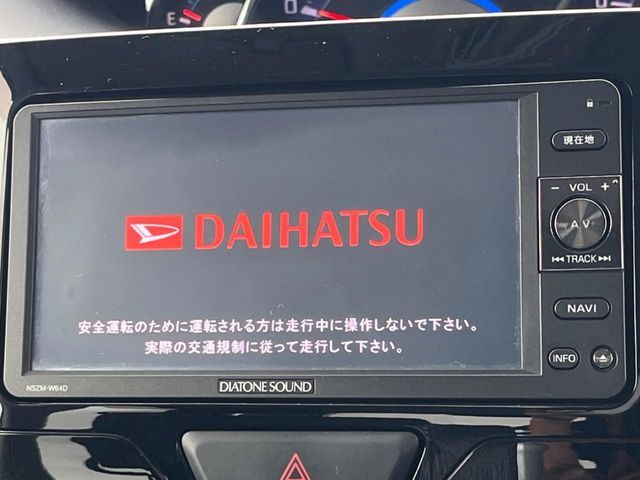 E
0
0
現在地
− VOL +
AV
TRACK
DAIHATSU
NAVI
安全運転のために運転される方は走行中に操作しないで下さい。
実際の交通規制に従って走行して下さい。
INFO
NSZM-W64D
DIATONE SOUND